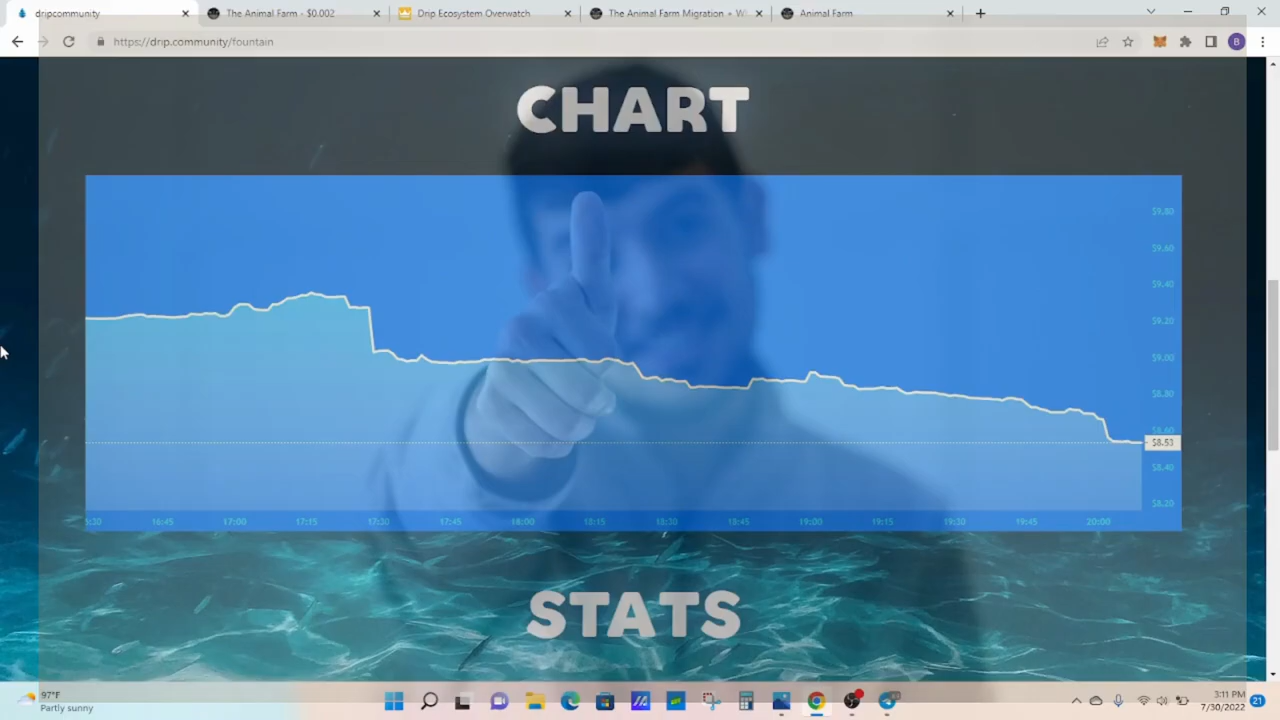 dripcommunity
The Animal Farm - $0.002
Drip Ecosystem Overwatch
The Animal Farm Migration » Wi
Animal Farm
https://drip.community/fountain
B
CHART
$9.80
$9.60
$9.40
$9.20
$9.00
$8.80
$8.60
$8.53
$8.40
$8.20
16:45
17:00
17:15
17:30
17:45
18:00
18:15
18:30
18:45
19:00
19:15
19:30
19:45
20:00
STATS
97°F
Partly sunny
3:11 PM
7/30/2022
21